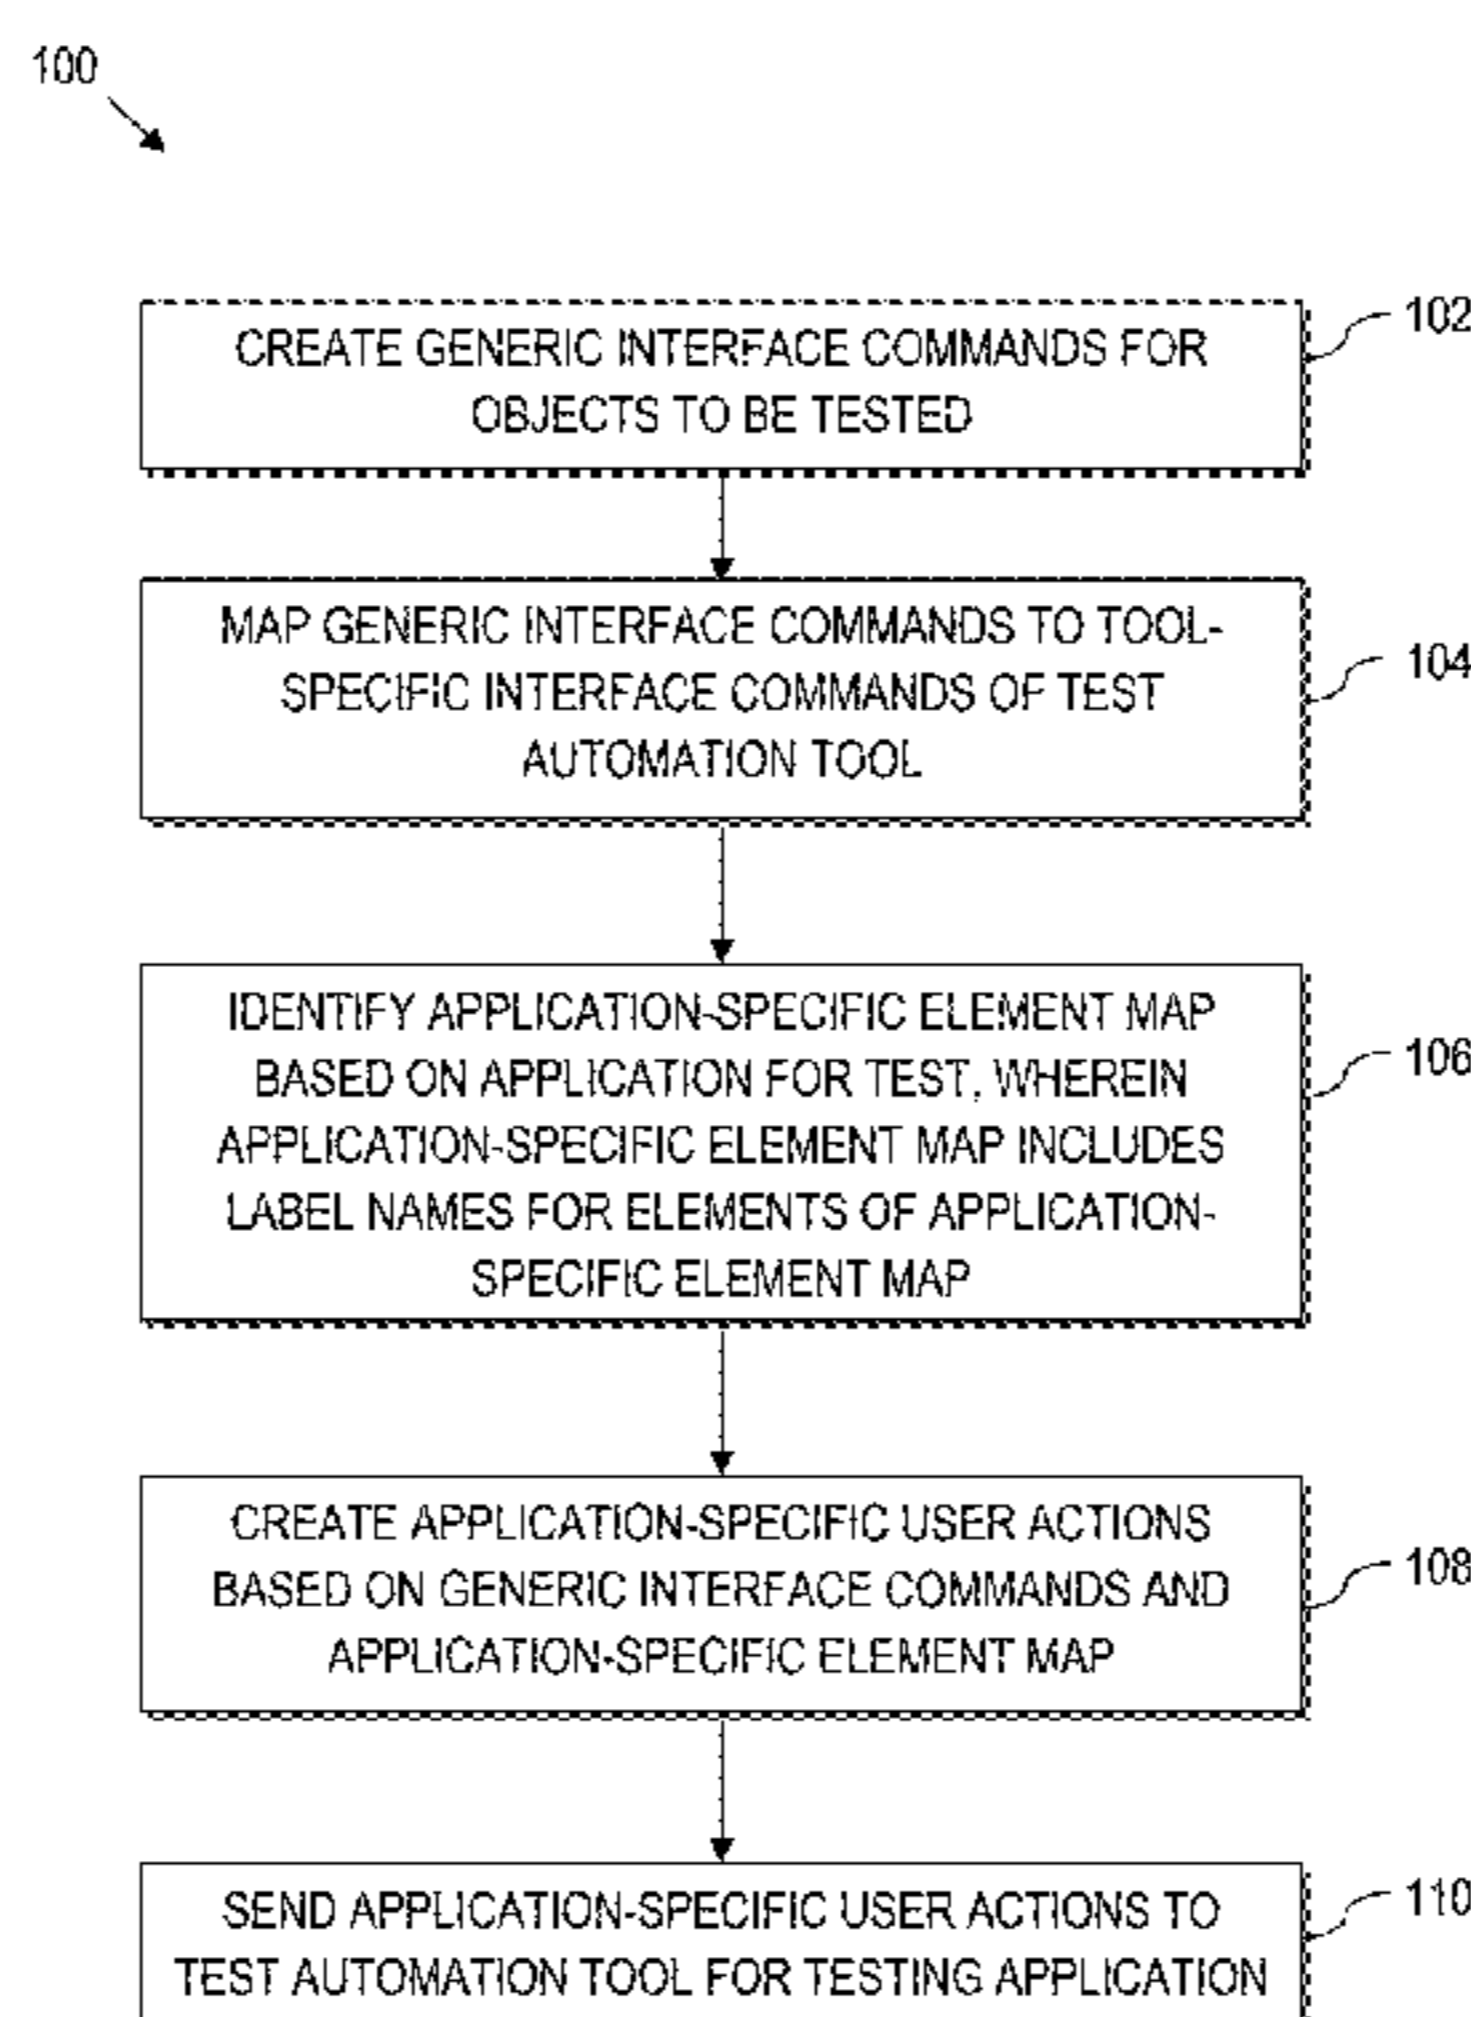 100
CREATE GENERIC INTERFACE COMMANDS FOR
OBJECTS TO BE TESTED
102
MAP GENERIC INTERFACE COMMANDS TO TOOL-
SPECIFIC INTERFACE COMMANDS OF TEST
AUTOMATION TOOL
104
IDENTIFY APPLICATION-SPECIFIC ELEMENT MAP
BASED ON APPLICATION FOR TEST, WHEREIN
APPLICATION-SPECIFIC ELEMENT MAP INCLUDES
LABEL NAMES FOR ELEMENTS OF APPLICATION-
SPECIFIC ELEMENT MAP
106
CREATE APPLICATION-SPECIFIC USER ACTIONS
BASED ON GENERIC INTERFACE COMMANDS AND
APPLICATION-SPECIFIC ELEMENT MAP
108
SEND APPLICATION-SPECIFIC USER ACTIONS TO
TEST AUTOMATION TOOL FOR TESTING APPLICATION
110